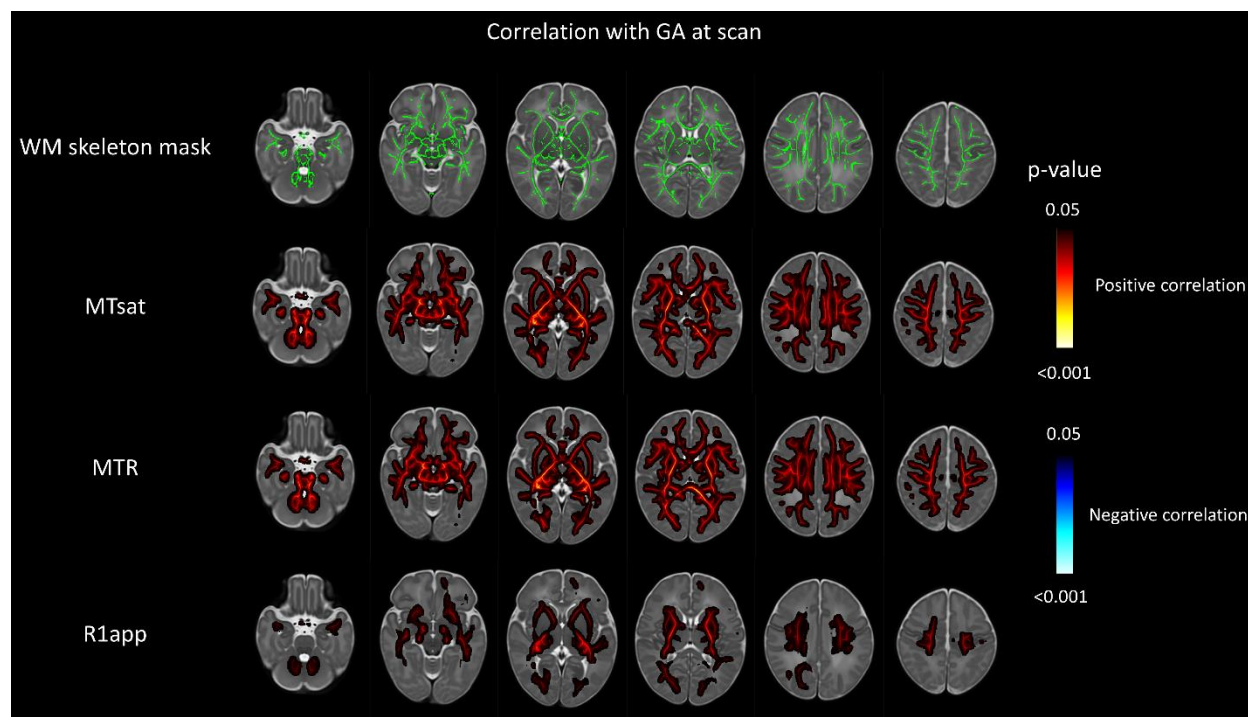 Correlation with GA at scan
WM skeleton mask
p-value
0.05
MTsat
Positive correlation
<0.001
MTR
0.05
Negative correlation
<0.001
R1app